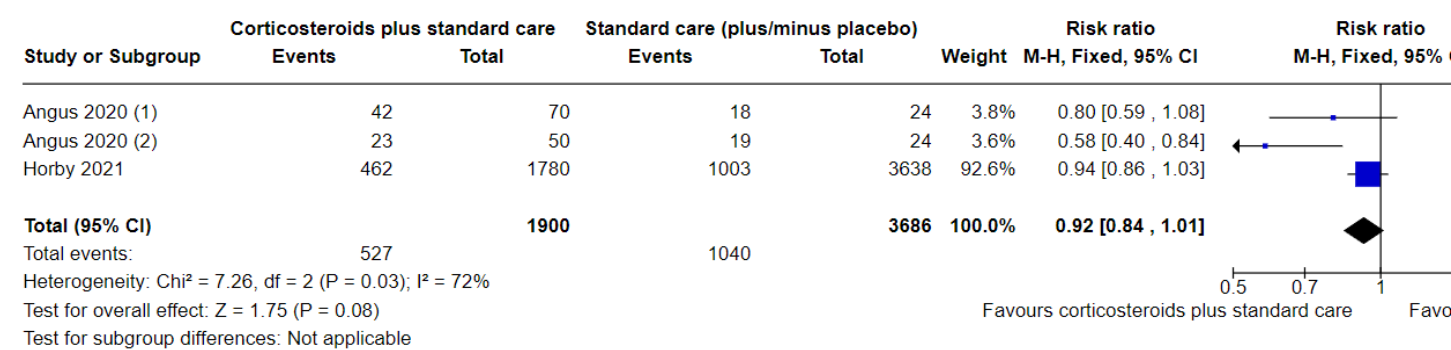 Corticosteroids plus standard care Standard care (plus/minus placebo) Risk ratio Risk ratio
Study or Subgroup Events Total Events Total Weight M-H, Fixed, 95% CI M-H, Fixed, 95%
Angus 2020 (1) 42 70 18 24 3.8% 0.80 [0.59 , 1.08]
Angus 2020 (2) 23 50 19 24 3.6% 0.58 [0.40 , 0.84]
Horby 2021 462 1780 1003 3638 92.6% 0.94 [0.86 , 1.03]
Total (95% CI) 1900 3686 100.0% 0.92 [0.84 , 1.01]
Total events: 527 1040
Heterogeneity: Chi² = 7.26, df = 2 (P = 0.03); I² = 72%
0.5 0.7 1
Test for overall effect: Z = 1.75 (P = 0.08) Favours corticosteroids plus standard care Favo
Test for subgroup differences: Not applicable